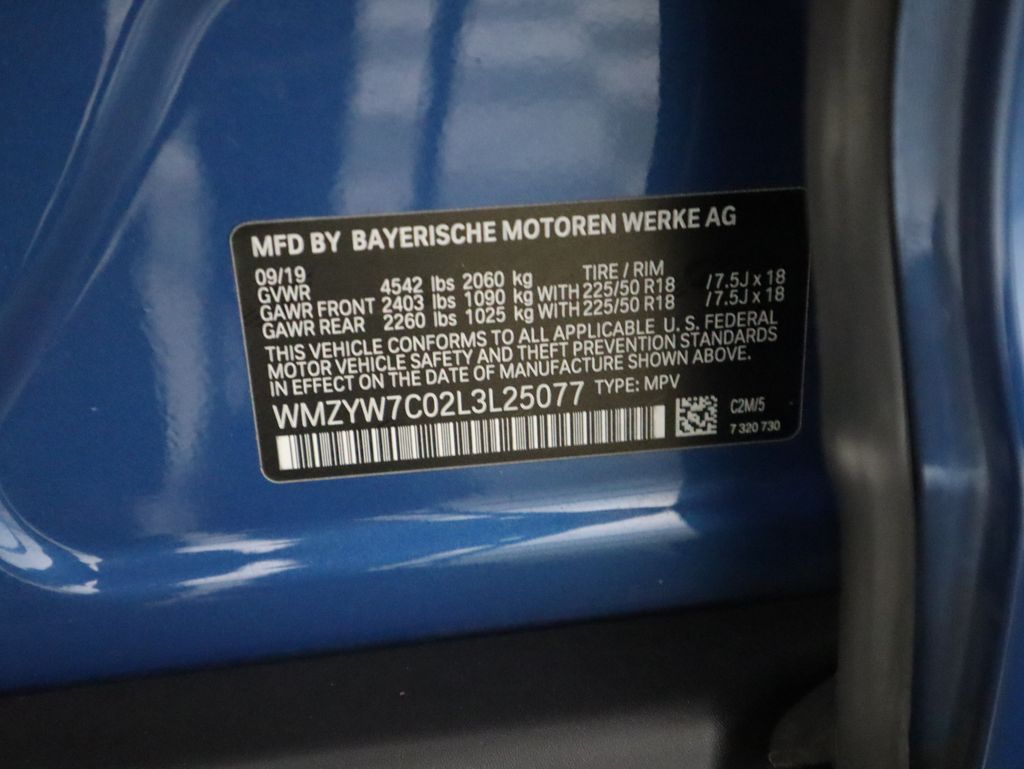 MFD BY BAYERISCHE MOTOREN WERKE AG
09/19 TIRE / RIM
GVWR 4542 lbs 2060 kg
GAWR FRONT 2403 lbs 1090 kg WITH 225/50 R18 /7.5J x 18
GAWR REAR 2260 lbs 1025 kg WITH 225/50 R18 /7.5J x 18
THIS VEHICLE CONFORMS TO ALL APPLICABLE U.S. FEDERAL
MOTOR VEHICLE SAFETY AND THEFT PREVENTION STANDARDS
IN EFFECT ON THE DATE OF MANUFACTURE SHOWN ABOVE.
WMZYW7C02L3L25077 TYPE: MPV
C2M/5
7 320 730